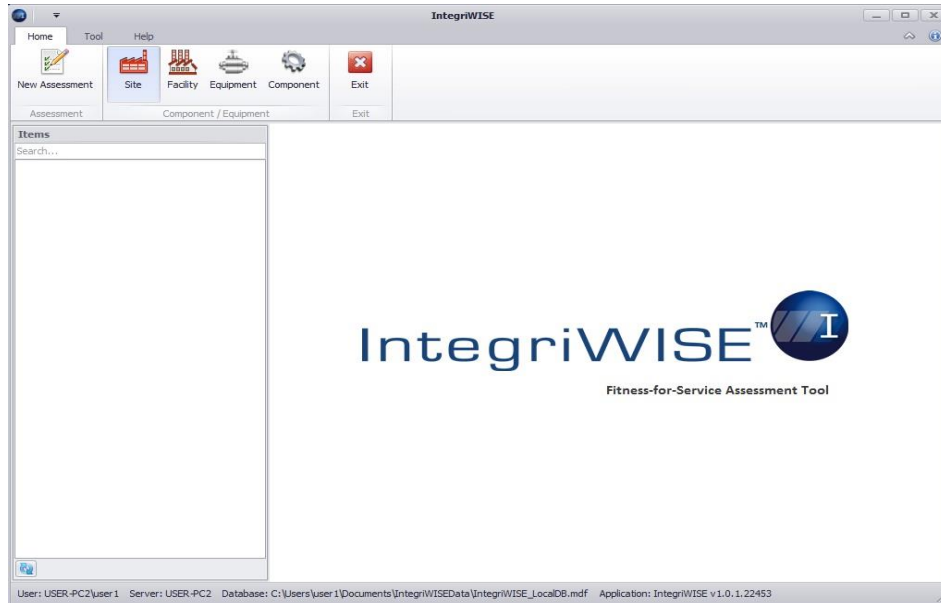 IntegriWISE
Home Tool Help
New Assessment Site Facility Equipment Component Exit
Assessment Component / Equipment Exit
Items
Search...
IntegriWISE™ I
Fitness-for-Service Assessment Tool
User: USER-PC2\user1 Server: USER-PC2 Database: C:\Users\user1\Documents\IntegriWISEData\IntegriWISE_LocalDB.mdf Application: IntegriWISE v1.0.1.22453